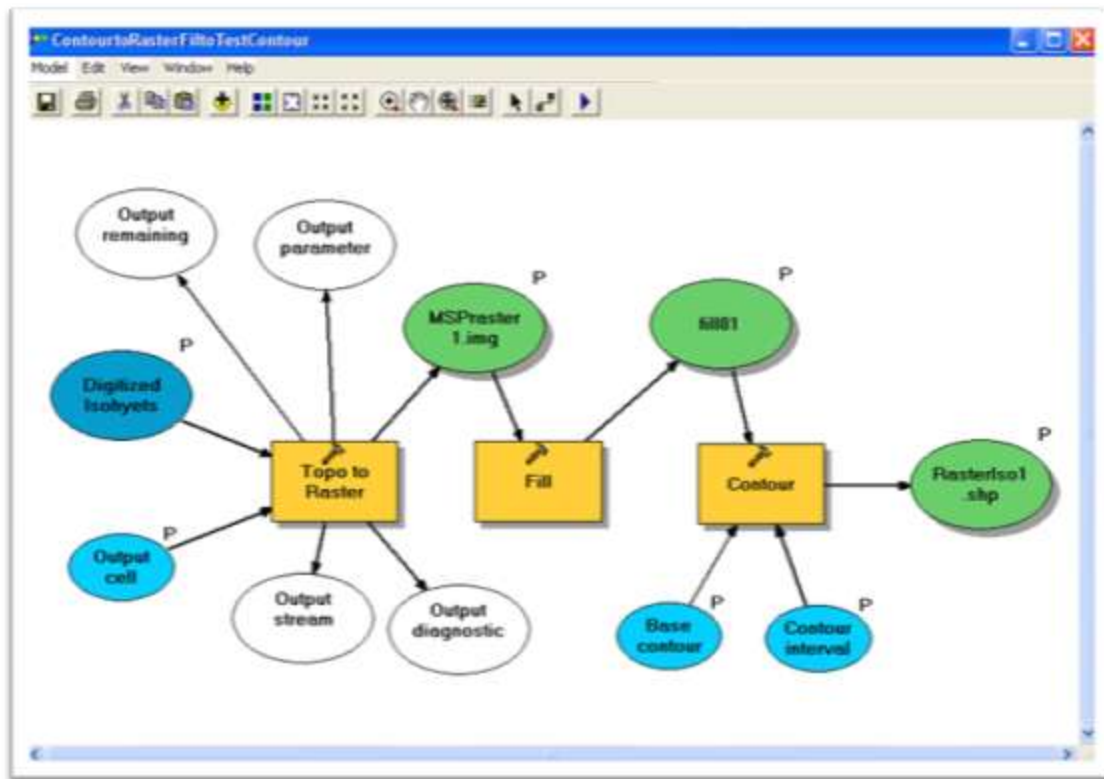 ContourtoRasterFilltoTestContour
Model Edit View Window Help
Output
remaining
Output
parameter
P
MSPraster
1.img
P
fill81
P
Digitized
Isohyets
P
Topo to
Raster
Fill
Contour
P
RasterIso1
.shp
P
Output
cell
P
Output
stream
Output
diagnostic
Base
contour
P
Contour
interval